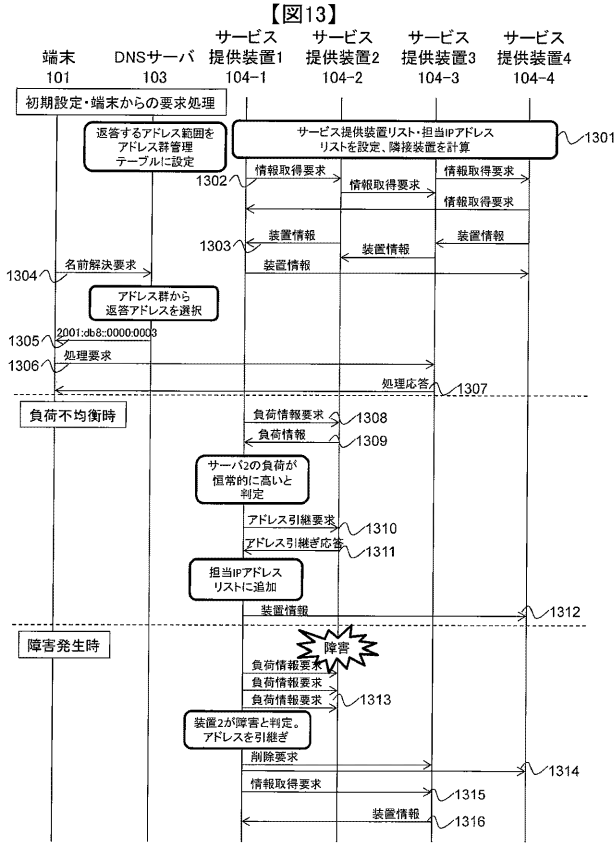 【図13】
端末
101
DNSサーバ
103
サービス
提供装置1
104-1
サービス
提供装置2
104-2
サービス
提供装置3
104-3
サービス
提供装置4
104-4
初期設定・端末からの要求処理
返答するアドレス範囲を
アドレス群管理
テーブルに設定
サービス提供装置リスト・担当IPアドレス
リストを設定、隣接装置を計算
1301
情報取得要求
情報取得要求
1302
情報取得要求
情報取得要求
装置情報
装置情報
1303
装置情報
名前解決要求
装置情報
1304
アドレス群から
返答アドレスを選択
2001:db8::0000:0003
1305
処理要求
1306
処理応答
1307
負荷不均衡時
負荷情報要求
1308
負荷情報
1309
サーバ2の負荷が
恒常的に高いと
判定
アドレス引継要求
1310
アドレス引継ぎ応答
1311
担当IPアドレス
リストに追加
装置情報
1312
障害発生時
障害
負荷情報要求
負荷情報要求
負荷情報要求
1313
装置2が障害と判定。
アドレスを引継ぎ
削除要求
1314
情報取得要求
1315
装置情報
1316